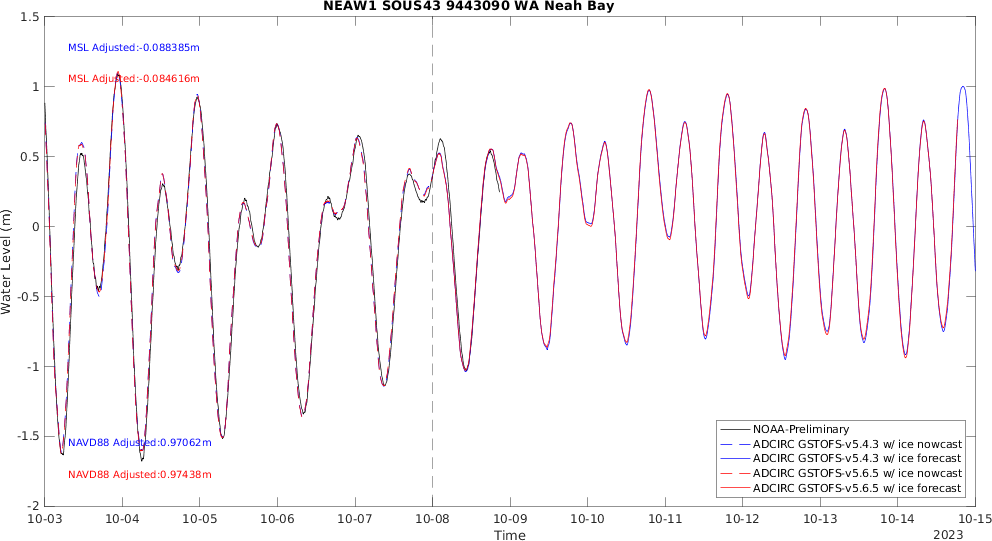 NEAW1 SOUS43 9443090 WA Neah Bay
MSL Adjusted:-0.088385m
MSL Adjusted:-0.084616m
NAVD88 Adjusted:0.97062m
NAVD88 Adjusted:0.97438m
Water Level (m)
1.5
1
0.5
0
-0.5
-1
-1.5
-2
NOAA-Preliminary
ADCIRC GSTOFS-v5.4.3 w/ ice nowcast
ADCIRC GSTOFS-v5.4.3 w/ ice forecast
ADCIRC GSTOFS-v5.6.5 w/ ice nowcast
ADCIRC GSTOFS-v5.6.5 w/ ice forecast
10-03 10-04 10-05 10-06 10-07 10-08 10-09 10-10 10-11 10-12 10-13 10-14 10-15
Time
2023